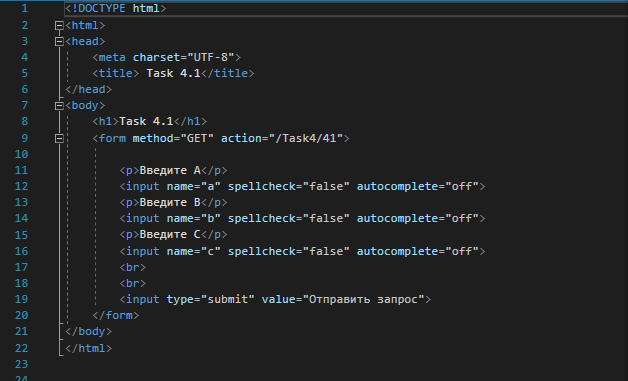 1 <!DOCTYPE html>
2 <html>
3 <head>
4 <meta charset="UTF-8">
5 <title> Task 4.1</title>
6 </head>
7 <body>
8 <h1>Task 4.1</h1>
9 <form method="GET" action="/Task4/41">
10
11 <p>Введите A</p>
12 <input name="a" spellcheck="false" autocomplete="off">
13 <p>Введите B</p>
14 <input name="b" spellcheck="false" autocomplete="off">
15 <p>Введите C</p>
16 <input name="c" spellcheck="false" autocomplete="off">
17 <br>
18 <br>
19 <input type="submit" value="Отправить запрос">
20 </form>
21 </body>
22 </html>
23
24